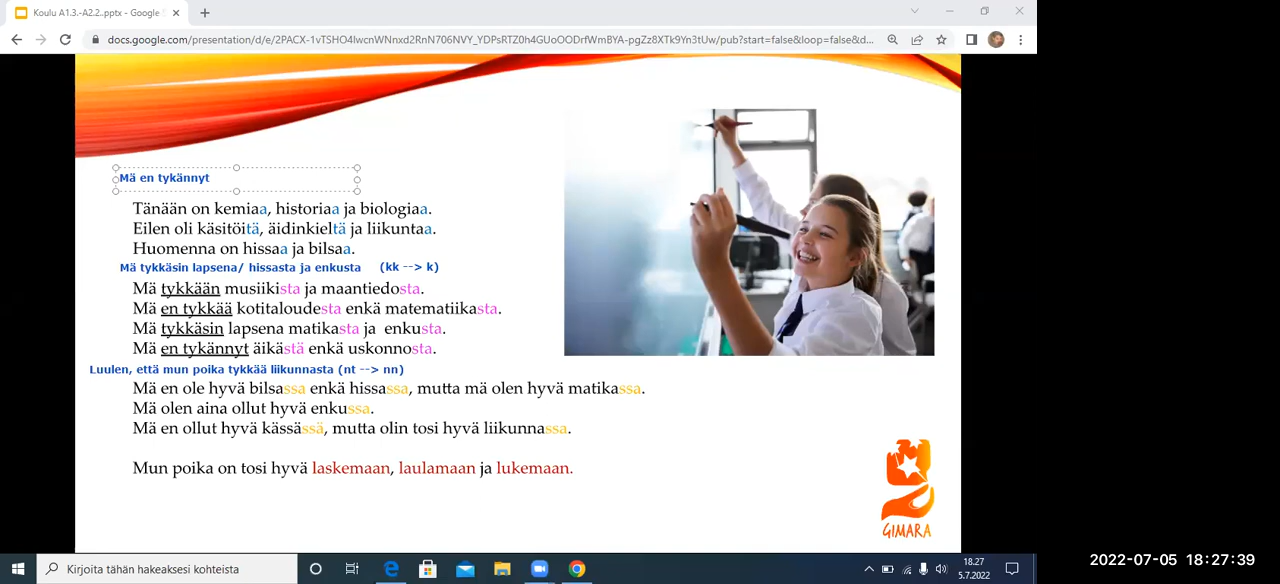 Koulu A1.3.-A2.2..pptx - Google
docs.google.com/presentation/d/e/2PACX-1vTSHO4lwcnWNnxd2RnN706NVY_YDPsRTZ0h4GUoOODrfWmBYA-pgZz8XTk9Yn3tUw/pub?start=false&loop=false&d...
Mä en tykännyt
Tänään on kemiaa, historiaa ja biologiaa.
Eilen oli käsitöitä, äidinkieltä ja liikuntaa.
Huomenna on hissaa ja bilsaa.
Mä tykkäsin lapsena/ hissasta ja enkusta (kk --> k)
Mä tykkään musiikista ja maantiedosta.
Mä en tykkää kotitaloudesta enkä matematiikasta.
Mä tykkäsin lapsena matikasta ja enkusta.
Mä en tykännyt äikästä enkä uskonnosta.
Luulen, että mun poika tykkää liikunnasta (nt --> nn)
Mä en ole hyvä bilsassa enkä hissassa, mutta mä olen hyvä matikassa.
Mä olen aina ollut hyvä enkussa.
Mä en ollut hyvä kässässä, mutta olin tosi hyvä liikunnassa.
Mun poika on tosi hyvä laskemaan, laulamaan ja lukemaan.
GIMARA
Kirjoita tähän hakeaksesi kohteista
18.27
5.7.2022
2022-07-05 18:27:39